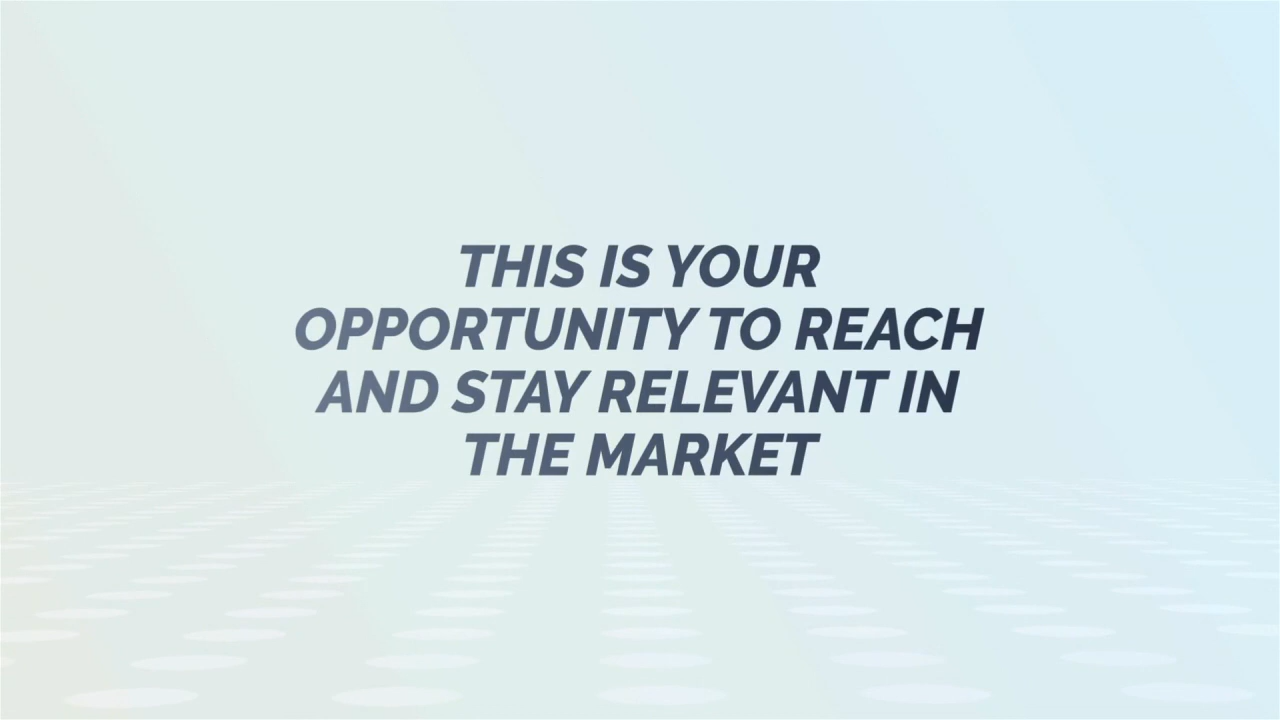 THIS IS YOUR
OPPORTUNITY TO REACH
AND STAY RELEVANT IN
THE MARKET